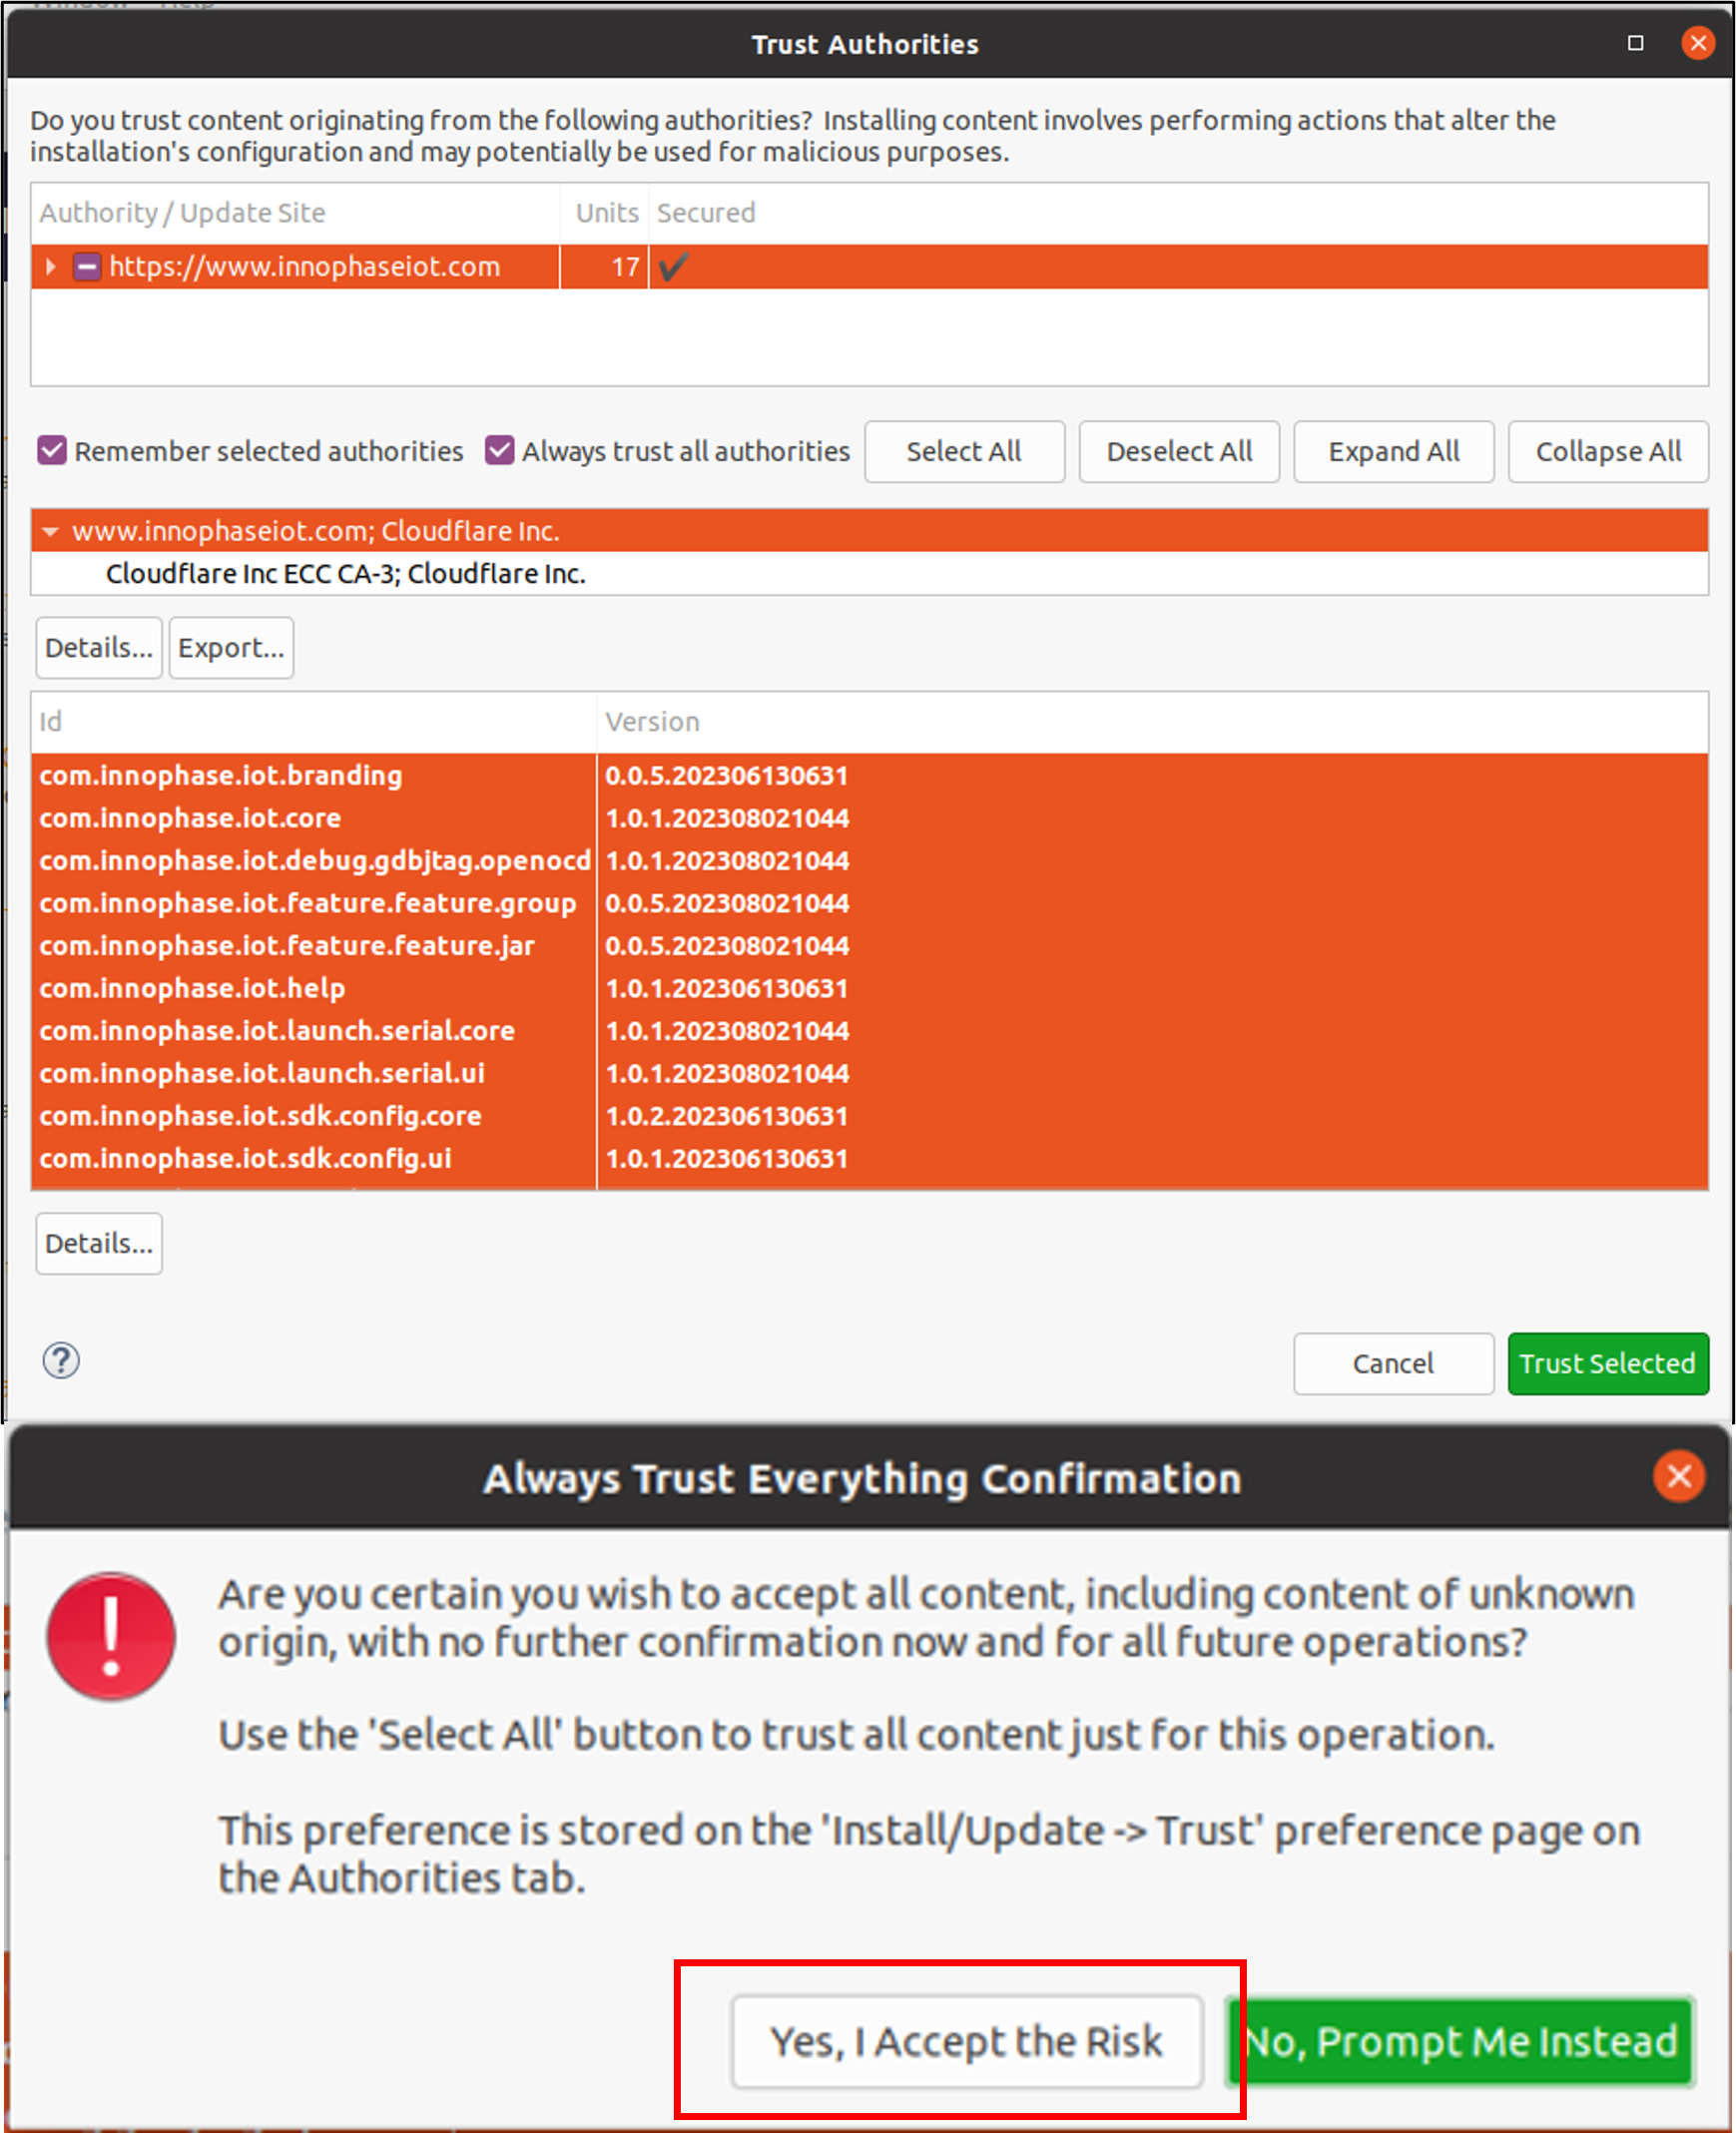 Window Help
Trust Authorities
Do you trust content originating from the following authorities? Installing content involves performing actions that alter the
installation's configuration and may potentially be used for malicious purposes.
Authority / Update Site Units Secured
https://www.innophaseiot.com 17
Remember selected authorities Always trust all authorities Select All Deselect All Expand All Collapse All
www.innophaseiot.com; Cloudflare Inc.
Cloudflare Inc ECC CA-3; Cloudflare Inc.
Details... Export...
Id Version
com.innophase.iot.branding 0.0.5.202306130631
com.innophase.iot.core 1.0.1.202308021044
com.innophase.iot.debug.gdbjtag.openocd 1.0.1.202308021044
com.innophase.iot.feature.feature.group 0.0.5.202308021044
com.innophase.iot.feature.feature.jar 0.0.5.202308021044
com.innophase.iot.help 1.0.1.202306130631
com.innophase.iot.launch.serial.core 1.0.1.202308021044
com.innophase.iot.launch.serial.ui 1.0.1.202308021044
com.innophase.iot.sdk.config.core 1.0.2.202306130631
com.innophase.iot.sdk.config.ui 1.0.1.202306130631
Details...
?
Cancel Trust Selected
Always Trust Everything Confirmation
Are you certain you wish to accept all content, including content of unknown
origin, with no further confirmation now and for all future operations?
Use the 'Select All' button to trust all content just for this operation.
This preference is stored on the 'Install/Update -> Trust' preference page on
the Authorities tab.
Yes, I Accept the Risk No, Prompt Me Instead